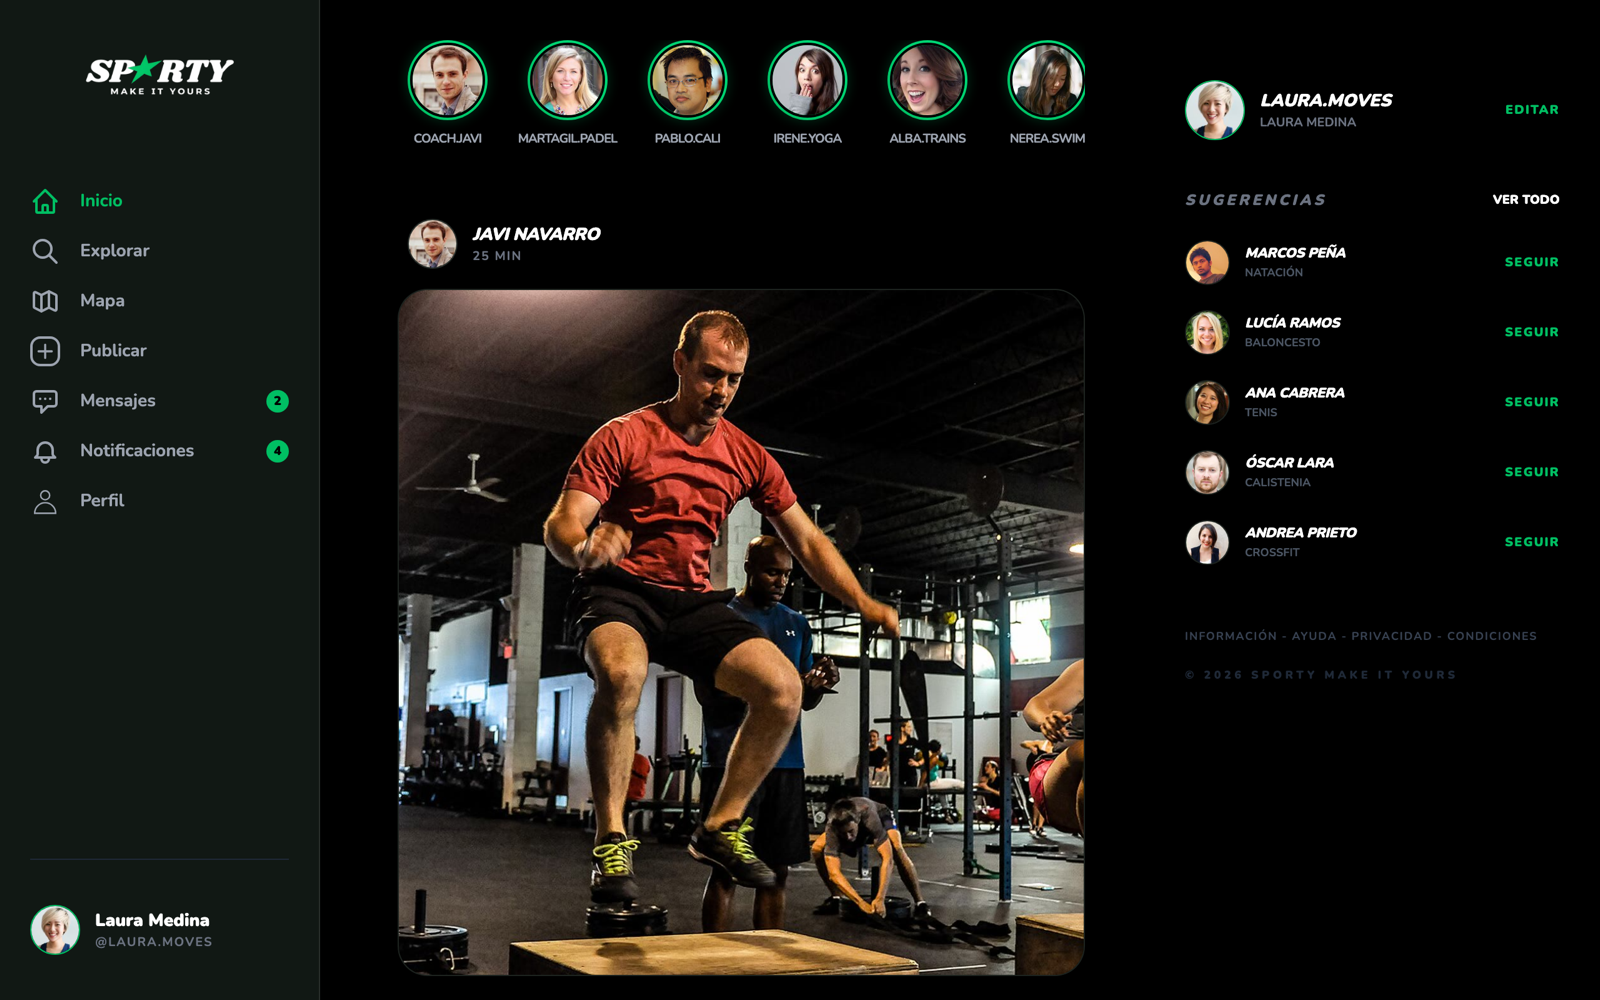 SPORTY
MAKE IT YOURS
Inicio
Explorar
Mapa
Publicar
Mensajes 2
Notificaciones 4
Perfil
Laura Medina
@LAURA.MOVES
COACH.JAVI MARTAGIL.PADEL PABLO.CALI IRENE.YOGA ALBA.TRAINS NEREA.SWIM
JAVI NAVARRO
25 MIN
LAURA.MOVES
LAURA MEDINA
EDITAR
SUGERENCIAS VER TODO
MARCOS PEÑA
NATACIÓN
SEGUIR
LUCÍA RAMOS
BALONCESTO
SEGUIR
ANA CABRERA
TENIS
SEGUIR
ÓSCAR LARA
CALISTENIA
SEGUIR
ANDREA PRIETO
CROSSFIT
SEGUIR
INFORMACIÓN - AYUDA - PRIVACIDAD - CONDICIONES
© 2026 SPORTY MAKE IT YOURS